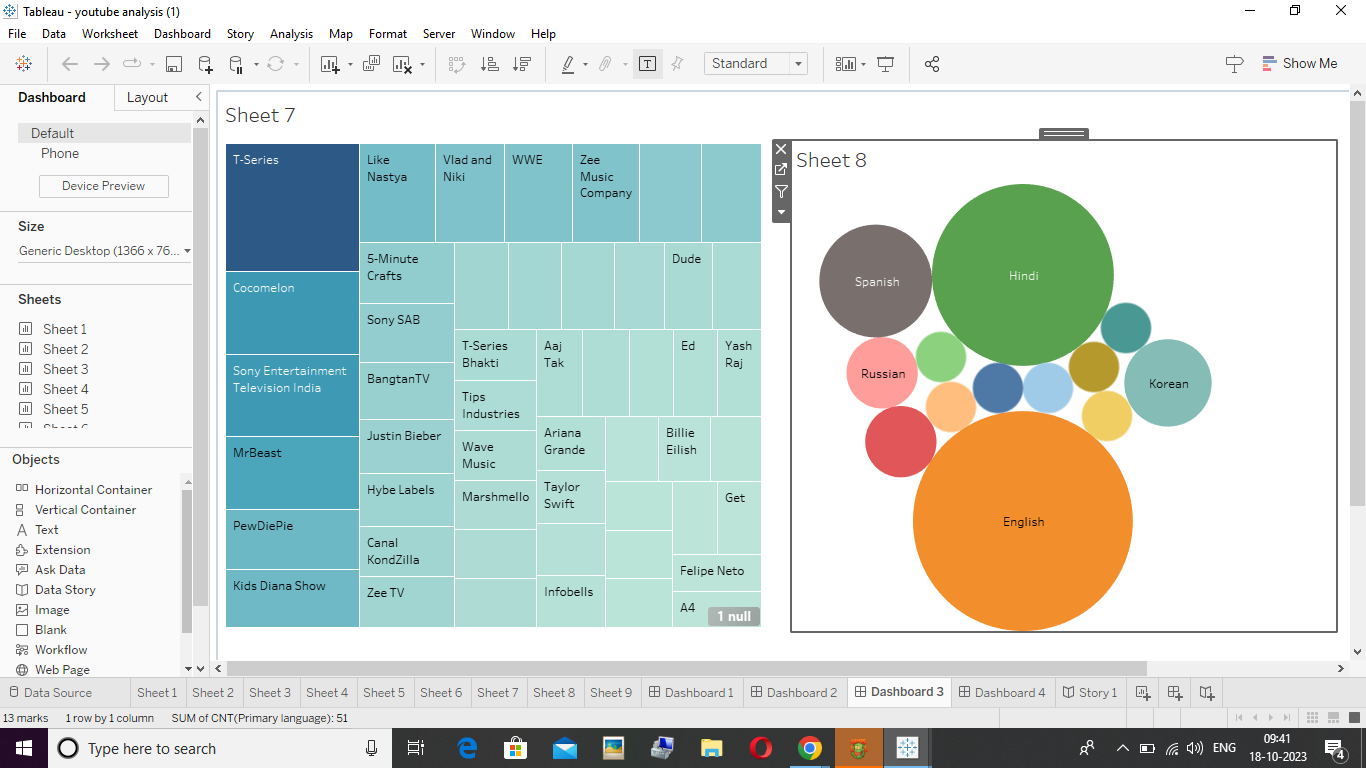 Tableau - youtube analysis (1)
File Data Worksheet Dashboard Story Analysis Map Format Server Window Help
Standard
Show Me
Dashboard Layout
Default
Phone
Device Preview
Size
Generic Desktop (1366 x 76...
Sheets
Sheet 1
Sheet 2
Sheet 3
Sheet 4
Sheet 5
Objects
Horizontal Container
Vertical Container
Text
Extension
Ask Data
Data Story
Image
Blank
Workflow
Web Page
Sheet 7
T-Series
Cocomelon
Sony Entertainment
Television India
MrBeast
PewDiePie
Kids Diana Show
Like
Nastya
Vlad and
Niki
WWE
Zee
Music
Company
5-Minute
Crafts
Sony SAB
BangtanTV
Justin Bieber
Hybe Labels
Canal
KondZilla
Zee TV
Dude
T-Series
Bhakti
Tips
Industries
Wave
Music
Marshmello
Aaj
Tak
Ed
Yash
Raj
Ariana
Grande
Billie
Eilish
Taylor
Swift
Get
Infobells
Felipe Neto
A4
1 null
Sheet 8
Spanish
Hindi
Russian
Korean
English
Data Source Sheet 1 Sheet 2 Sheet 3 Sheet 4 Sheet 5 Sheet 6 Sheet 7 Sheet 8 Sheet 9 Dashboard 1 Dashboard 2 Dashboard 3 Dashboard 4 Story 1
13 marks 1 row by 1 column SUM of CNT(Primary language): 51
Type here to search
ENG
09:41
18-10-2023
4